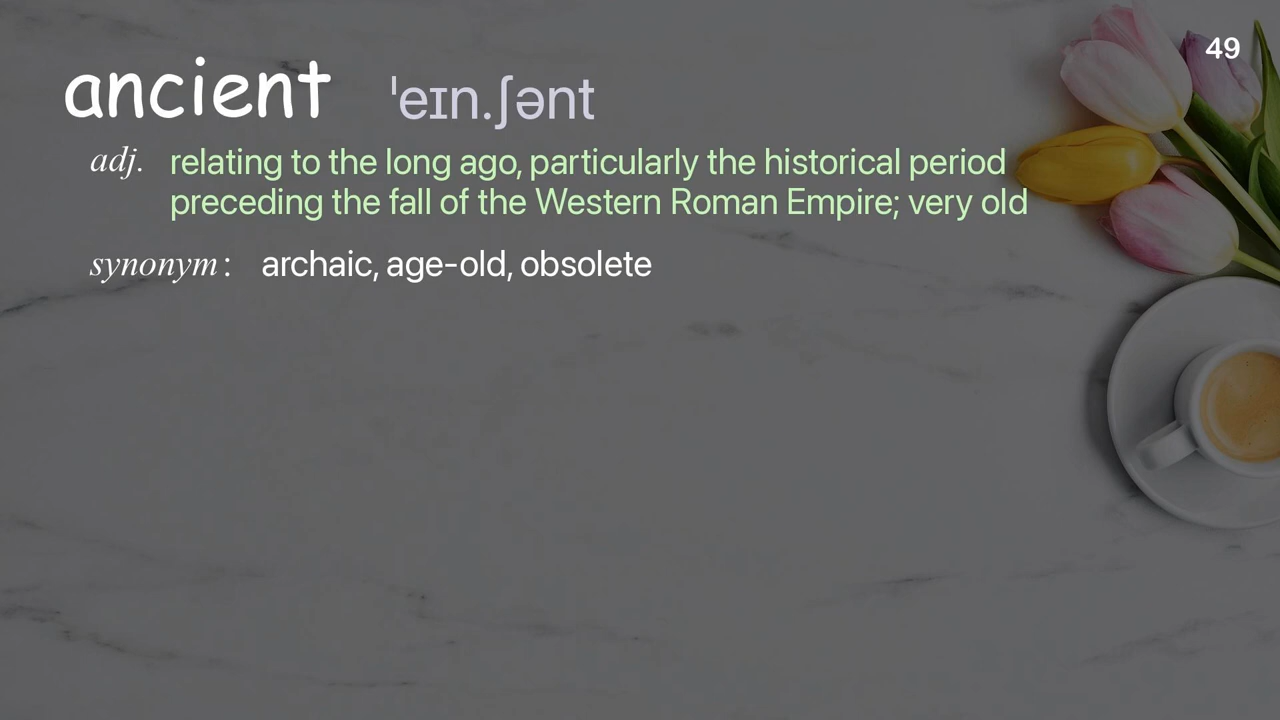 49
ancient ˈeɪn.ʃənt
adj. relating to the long ago, particularly the historical period
preceding the fall of the Western Roman Empire; very old
synonym : archaic, age-old, obsolete